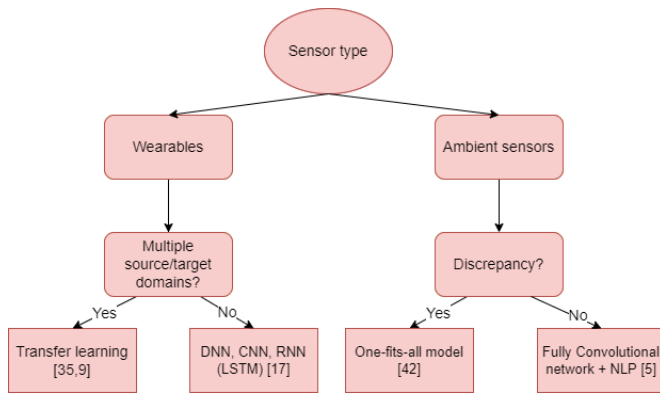 Sensor type
Wearables
Ambient sensors
Multiple
source/target
domains?
Discrepancy?
Yes
No
Yes
No
Transfer learning
[35,9]
DNN, CNN, RNN
(LSTM) [17]
One-fits-all model
[42]
Fully Convolutional
network + NLP [5]